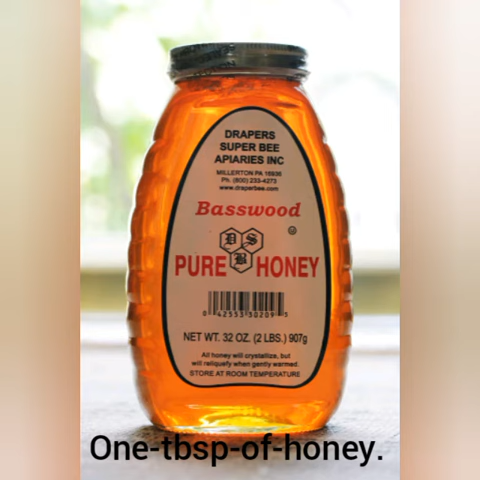 DRAPERS
SUPER BEE
APIARIES INC
MILLERTON PA 16936
Ph. (800) 233-4273
www.draperbee.com
Basswood
D S
B
PURE HONEY
0 42553 30209 5
NET WT. 32 OZ. (2 LBS.) 907g
All honey will crystallize, but
will reliquefy when gently warmed.
STORE AT ROOM TEMPERATURE
One-tbsp-of-honey.